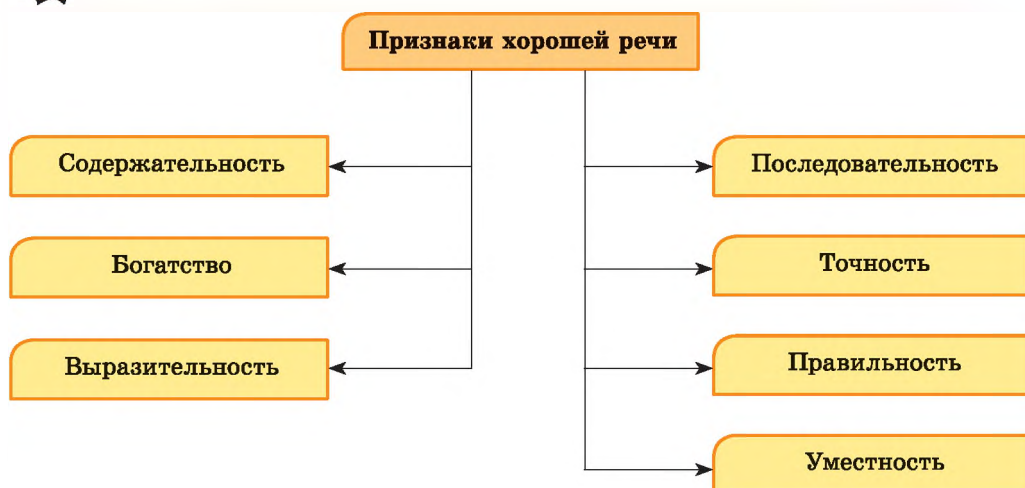 Признаки хорошей речи
Содержательность
Богатство
Выразительность
Последовательность
Точность
Правильность
Уместность